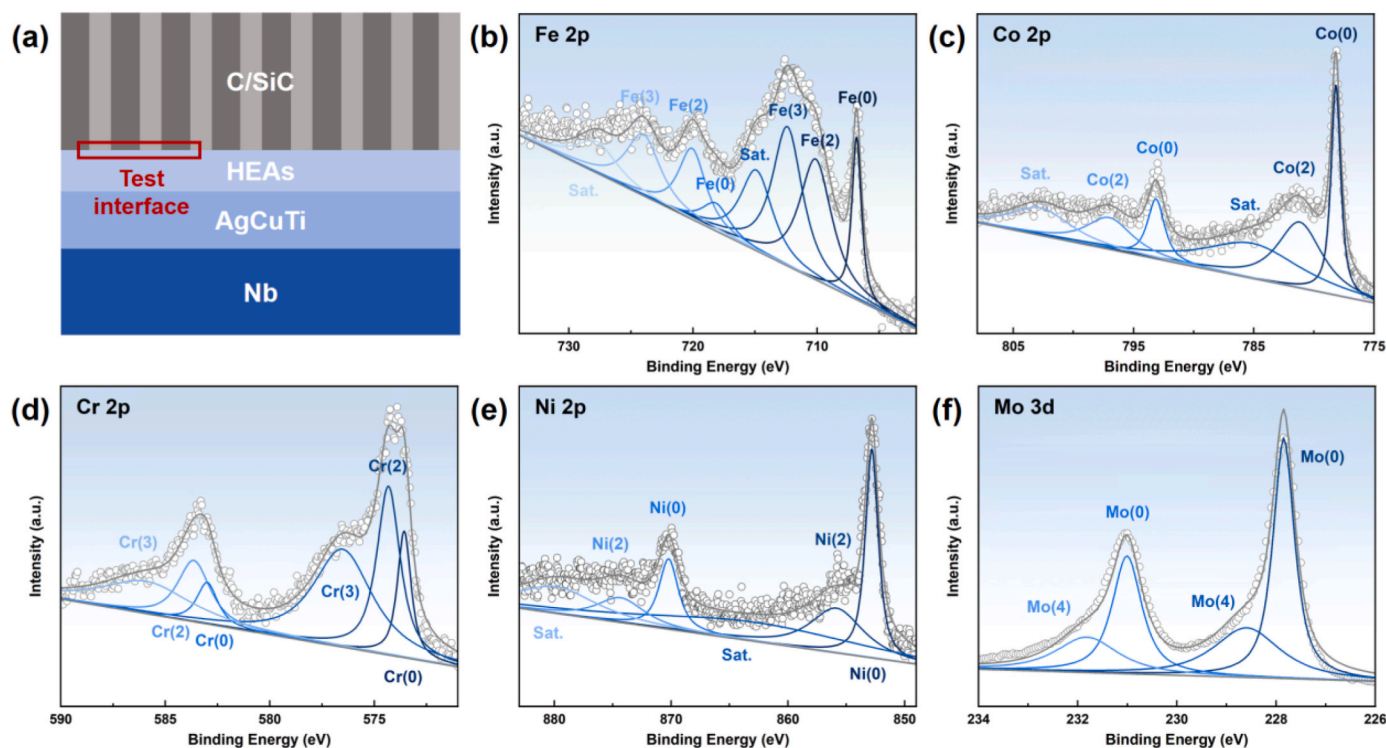 (a)
C/SiC
Test
interface
HEAs
AgCuTi
Nb
(b)
Fe 2p
Fe(3)
Fe(2)
Sat.
Fe(0)
Sat.
Fe(3)
Fe(2)
Fe(0)
Intensity (a.u.)
730
720
710
Binding Energy (eV)
(c)
Co 2p
Co(0)
Co(0)
Sat.
Co(2)
Sat.
Co(2)
Intensity (a.u.)
805
795
785
775
Binding Energy (eV)
(d)
Cr 2p
Cr(2)
Cr(3)
Cr(3)
Cr(2)
Cr(0)
Cr(0)
Intensity (a.u.)
590
585
580
575
Binding Energy (eV)
(e)
Ni 2p
Ni(0)
Ni(2)
Ni(2)
Sat.
Sat.
Ni(0)
Intensity (a.u.)
880
870
860
850
Binding Energy (eV)
(f)
Mo 3d
Mo(0)
Mo(0)
Mo(4)
Mo(4)
Intensity (a.u.)
234
232
230
228
226
Binding Energy (eV)